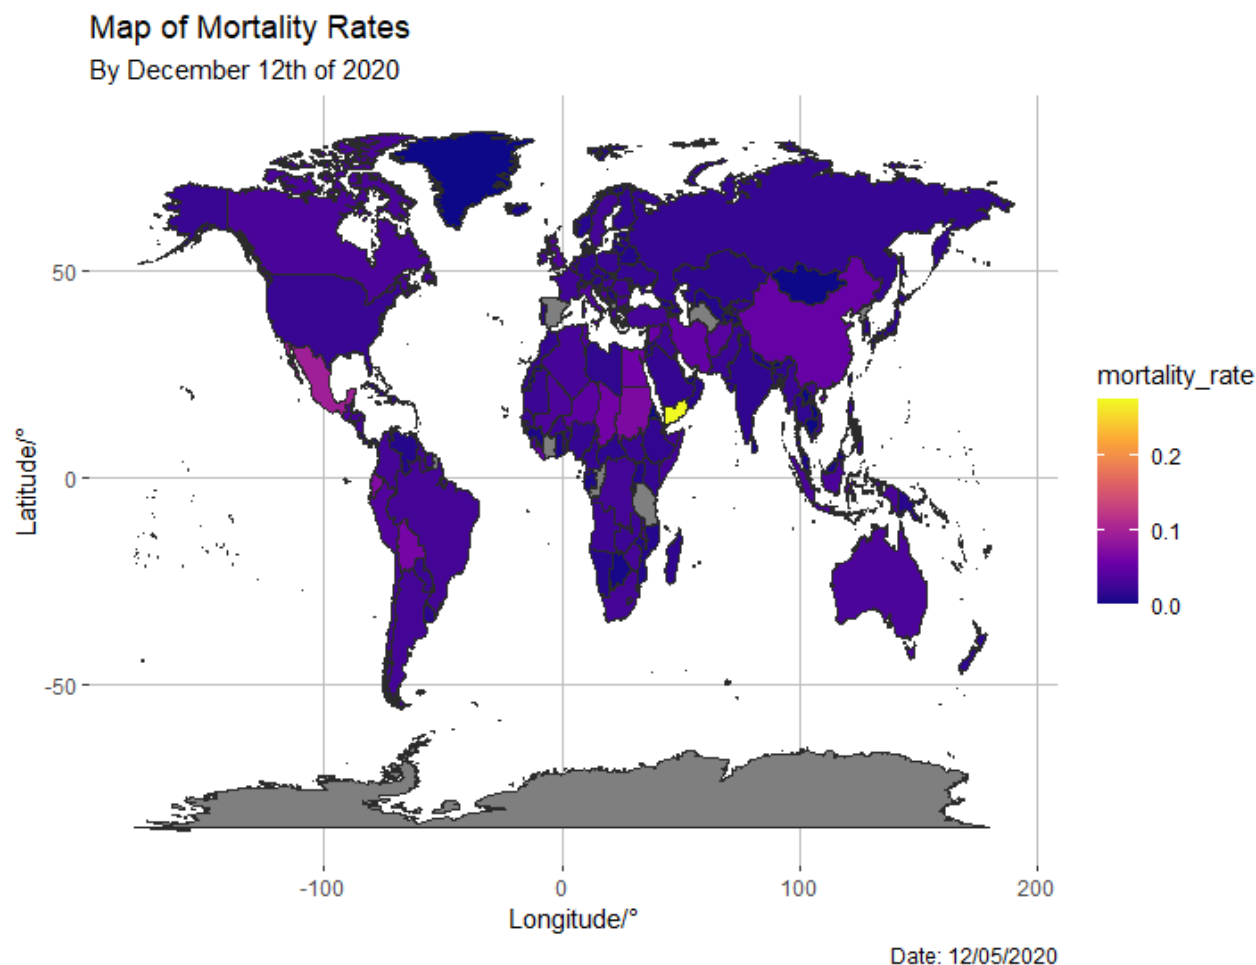 Map of Mortality Rates
By December 12th of 2020
50
0
-50
Latitude/°
-100 0 100 200
Longitude/°
mortality_rate
0.2
0.1
0.0
Date: 12/05/2020